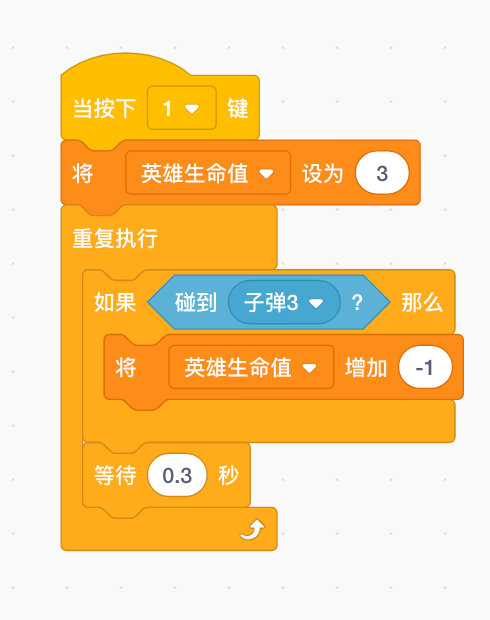 当按下 1 键
将 英雄生命值 设为 3
重复执行
如果 碰到 子弹3 ? 那么
将 英雄生命值 增加 -1
等待 0.3 秒